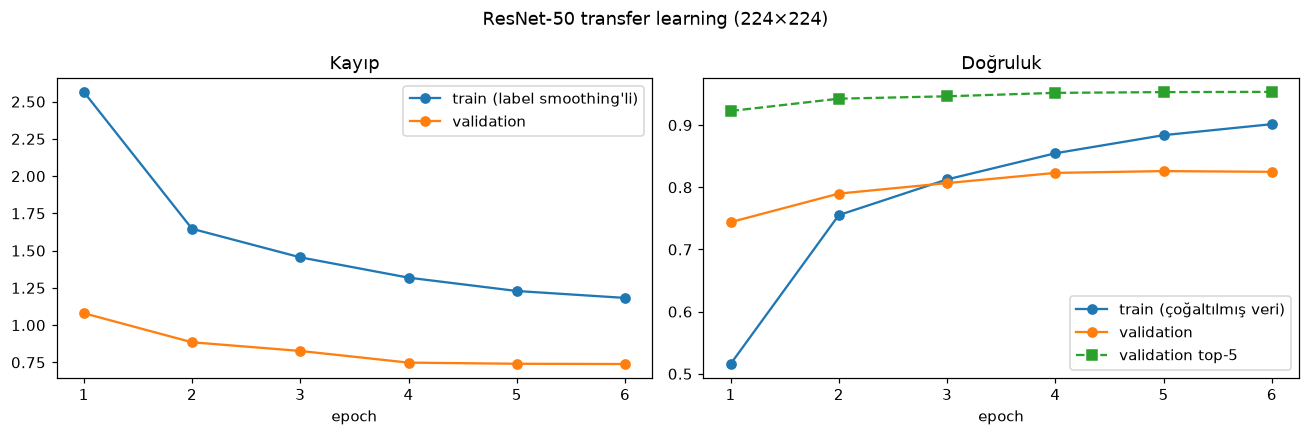 ResNet-50 transfer learning (224×224)
Kayıp
2.50
2.25
2.00
1.75
1.50
1.25
1.00
0.75
train (label smoothing'li)
validation
1 2 3 4 5 6
epoch
Doğruluk
0.9
0.8
0.7
0.6
0.5
train (çoğaltılmış veri)
validation
validation top-5
1 2 3 4 5 6
epoch